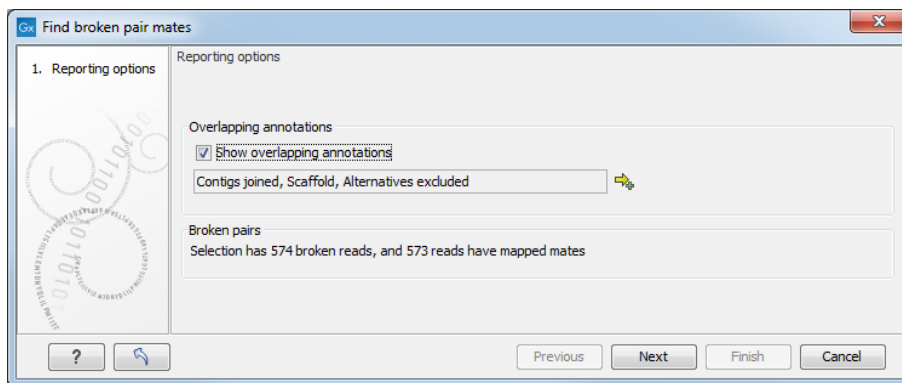 Gx Find broken pair mates
1. Reporting options
Reporting options
Overlapping annotations
Show overlapping annotations
Contigs joined, Scaffold, Alternatives excluded
Broken pairs
Selection has 574 broken reads, and 573 reads have mapped mates
?
Previous
Next
Finish
Cancel